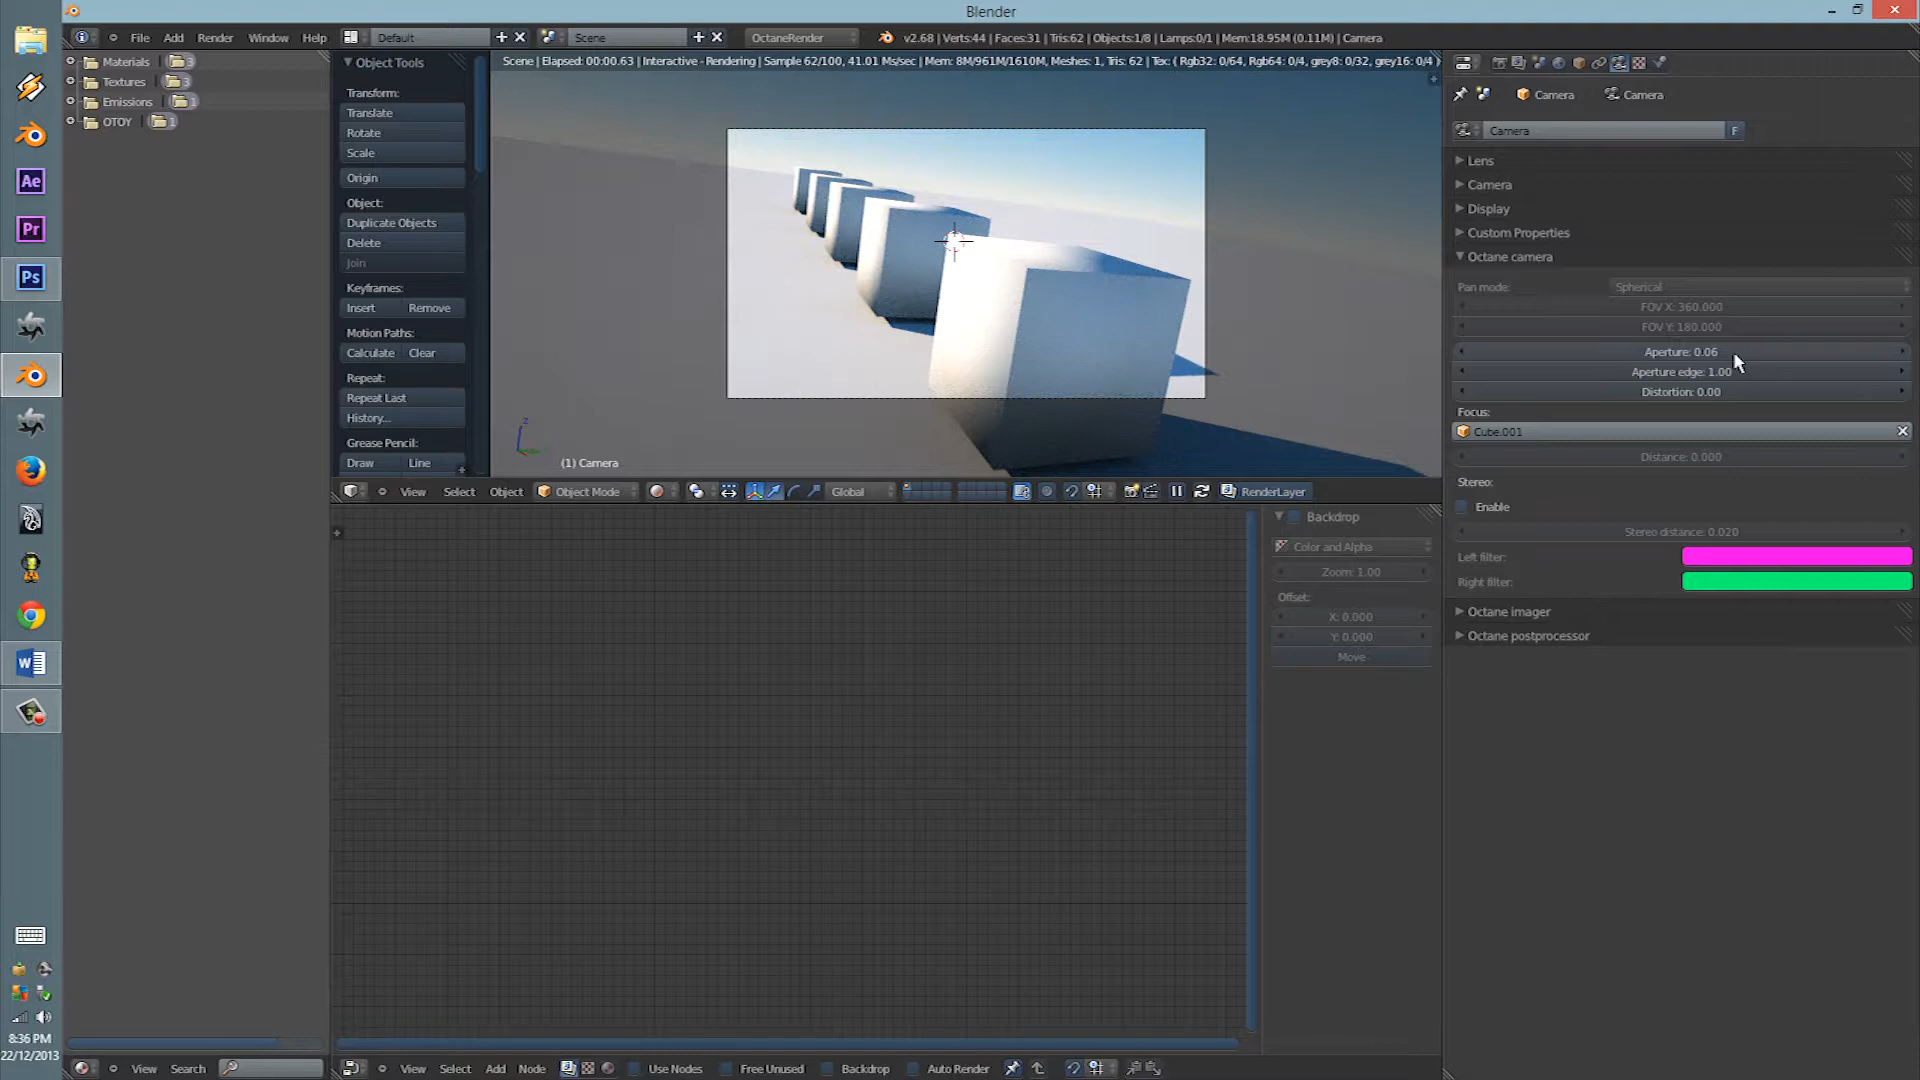 Blender
File Add Render Window Help Default Scene OctaneRender v2.68 | Verts:44 | Faces:31 | Tris:62 | Objects:1/8 | Lamps:0/1 | Mem:18.95M (0.11M) | Camera
Materials 3
Textures 3
Emissions 1
OTOY 1
Object Tools
Transform:
Translate
Rotate
Scale
Origin
Object:
Duplicate Objects
Delete
Join
Keyframes:
Insert Remove
Motion Paths:
Calculate Clear
Repeat:
Repeat Last
History...
Grease Pencil:
Draw Line
Scene | Elapsed: 00:00.63 | Interactive - Rendering | Sample 62/100, 41.01 Ms/sec | Mem: 8M/961M/1610M, Meshes: 1, Tris: 62 | Tex: ( Rgb32: 0/64, Rgb64: 0/4, grey8: 0/32, grey16: 0/4 )
z
(1) Camera
View Select Object Object Mode Global RenderLayer
Camera Camera
Camera F
Lens
Camera
Display
Custom Properties
Octane camera
Pan mode: Spherical
FOV X: 360.000
FOV Y: 180.000
Aperture: 0.06
Aperture edge: 1.00
Distortion: 0.00
Focus:
Cube.001
Distance: 0.000
Stereo:
Enable
Stereo distance: 0.020
Left filter:
Right filter:
Octane imager
Octane postprocessor
Backdrop
Color and Alpha
Zoom: 1.00
Offset:
X: 0.000
Y: 0.000
Move
Ae
Pr
Ps
W
8:36 PM
22/12/2013
View Search
View Select Add Node Use Nodes Free Unused Backdrop Auto Render